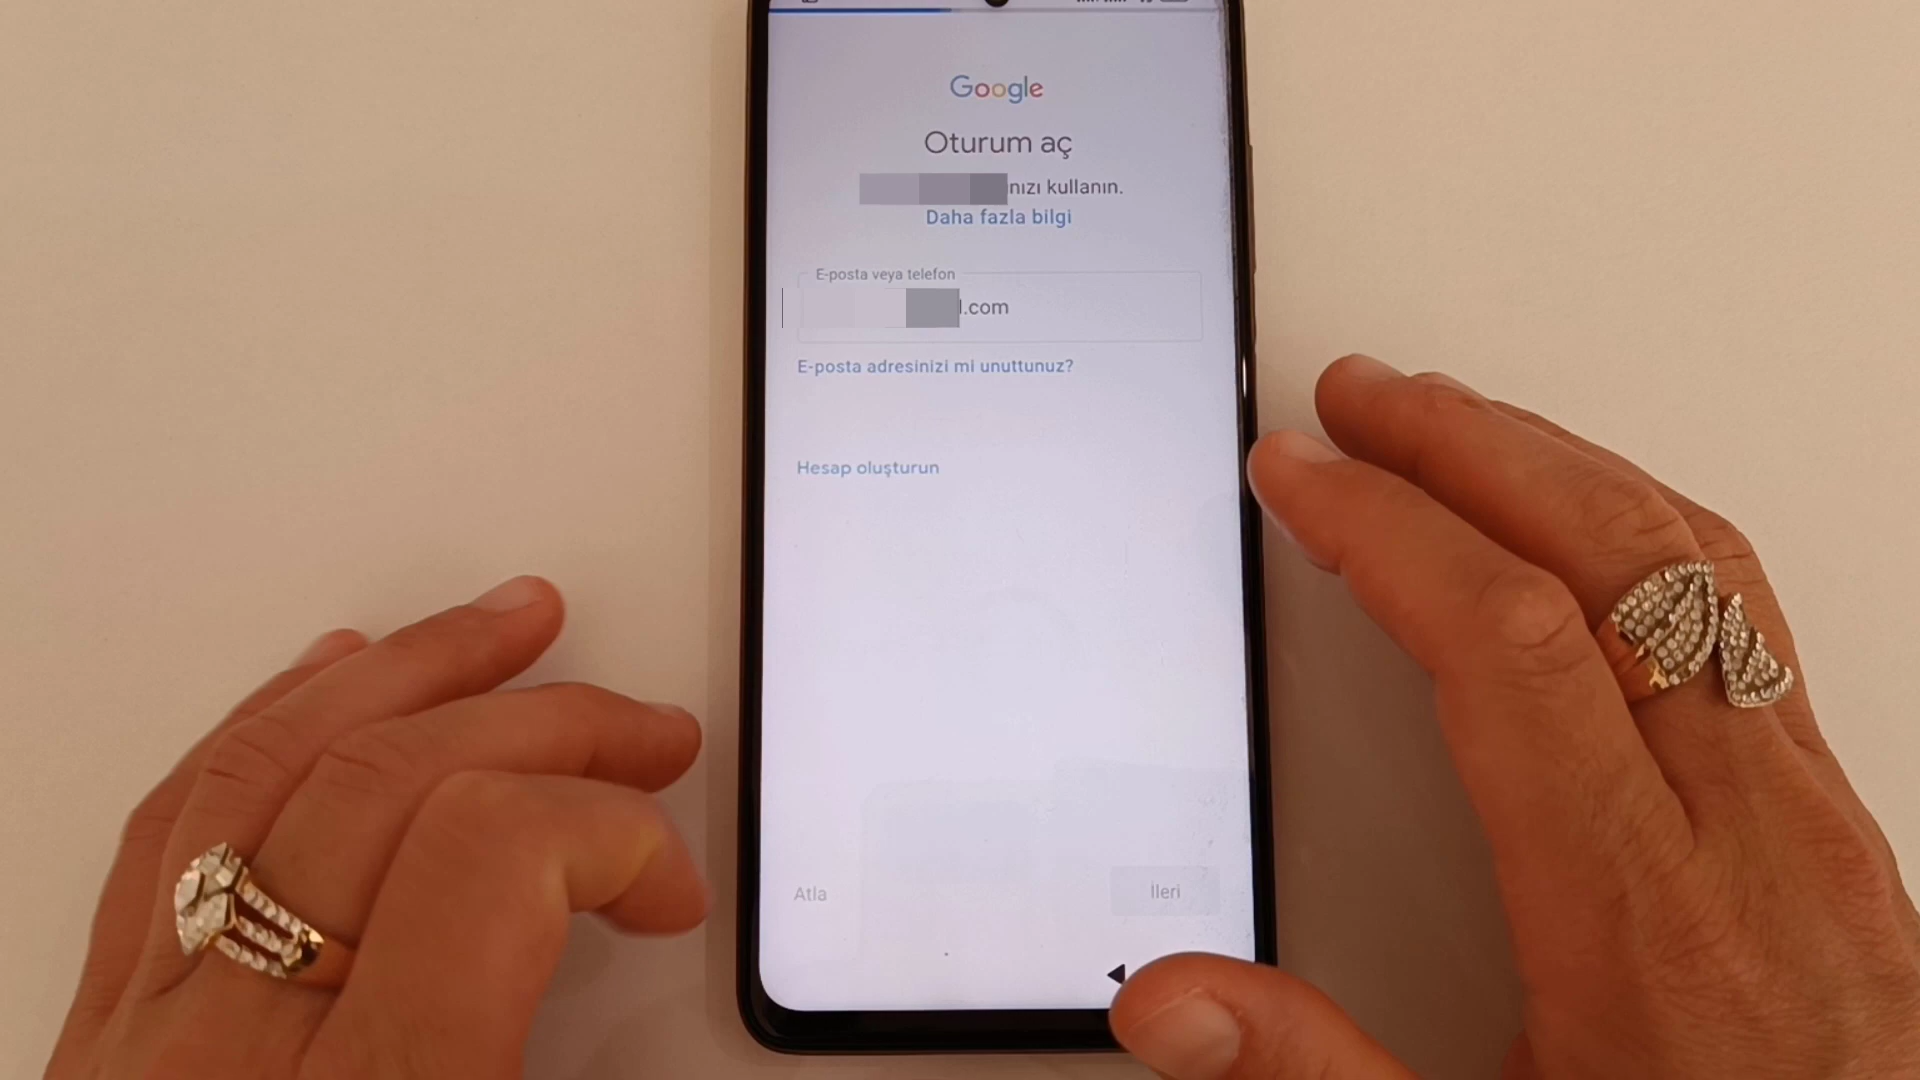 Google
Oturum aç
nızı kullanın.
Daha fazla bilgi
E-posta veya telefon
l.com
E-posta adresinizi mi unuttunuz?
Hesap oluşturun
Atla
İleri